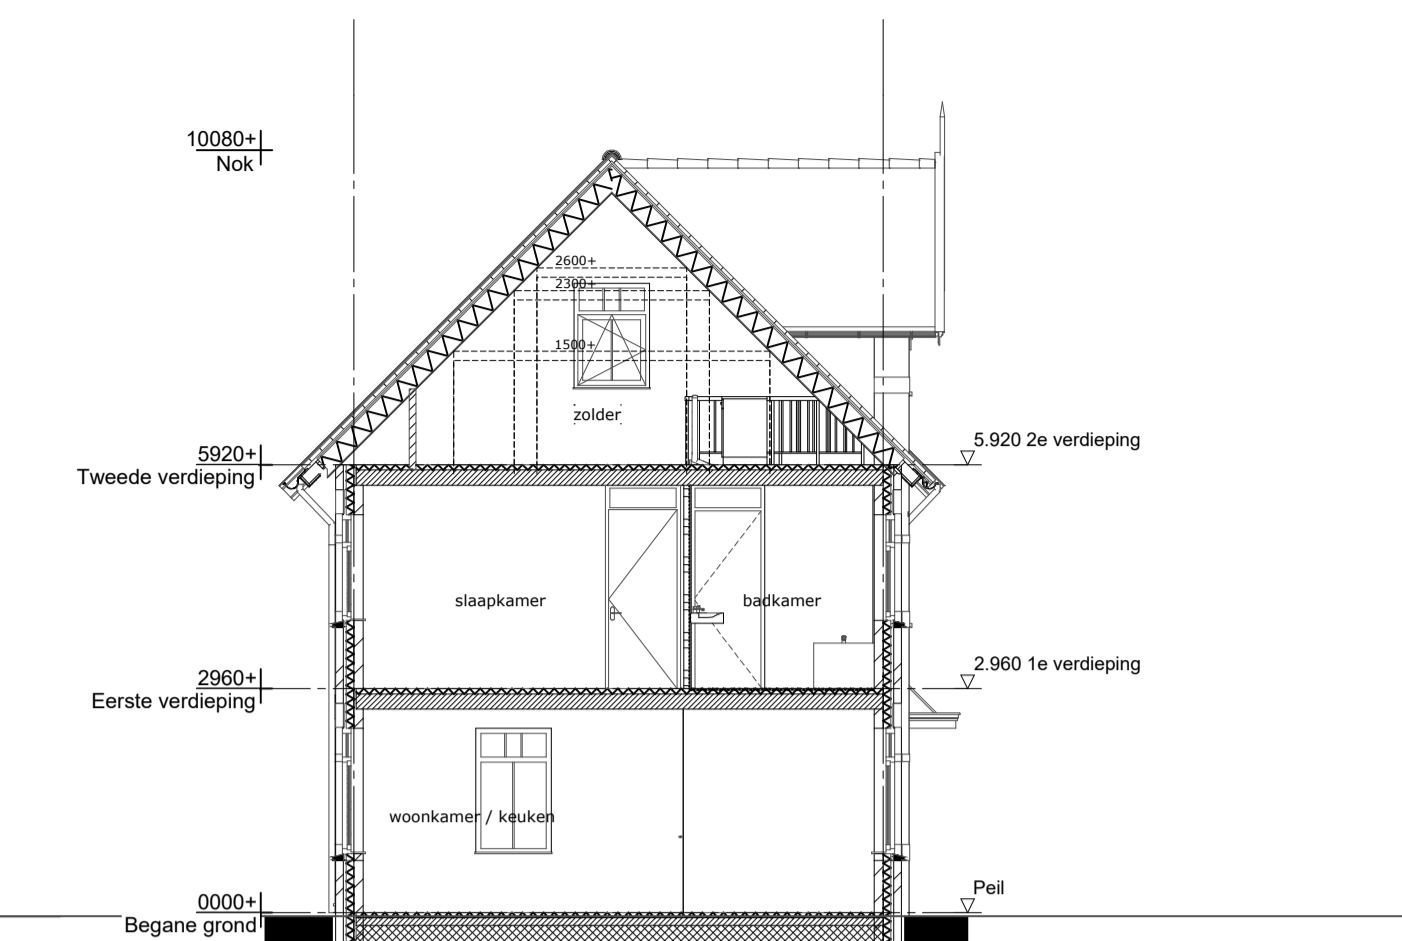 10080+
Nok
2600+
2300+
1500+
zolder
5920+
Tweede verdieping
5.920 2e verdieping
slaapkamer
badkamer
2960+
Eerste verdieping
2.960 1e verdieping
woonkamer / keuken
0000+
Begane grond
Peil